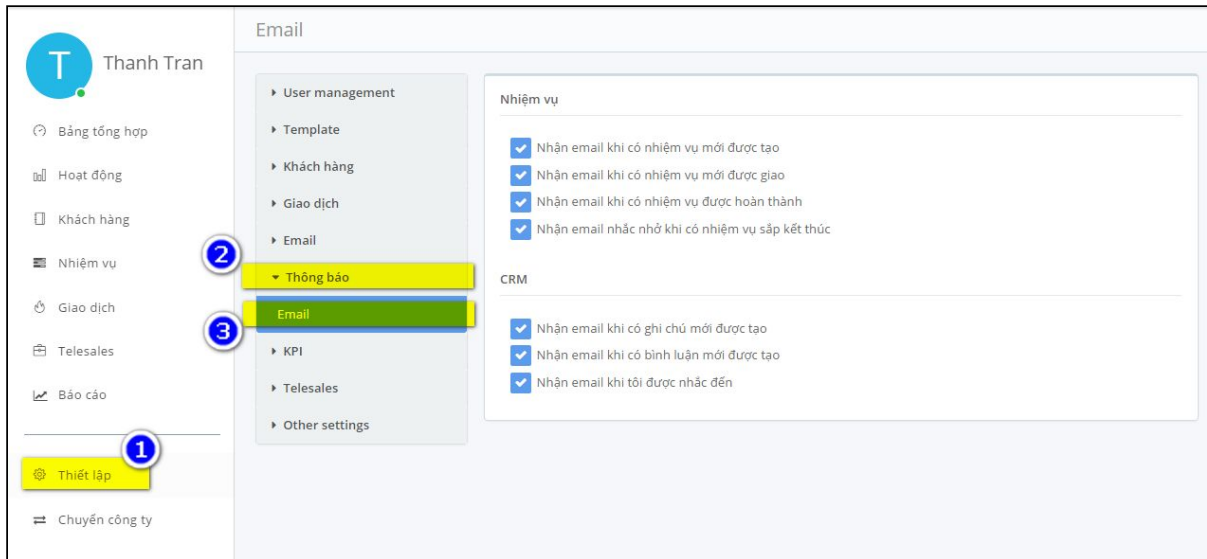 Email
T
Thanh Tran
Bảng tổng hợp
Hoạt động
Khách hàng
Nhiệm vụ
Giao dịch
Telesales
Báo cáo
1
Thiết lập
Chuyển công ty
User management
Template
Khách hàng
Giao dịch
Email
2
Thông báo
3
Email
KPI
Telesales
Other settings
Nhiệm vụ
Nhận email khi có nhiệm vụ mới được tạo
Nhận email khi có nhiệm vụ mới được giao
Nhận email khi có nhiệm vụ được hoàn thành
Nhận email nhắc nhở khi có nhiệm vụ sắp kết thúc
CRM
Nhận email khi có ghi chú mới được tạo
Nhận email khi có bình luận mới được tạo
Nhận email khi tôi được nhắc đến